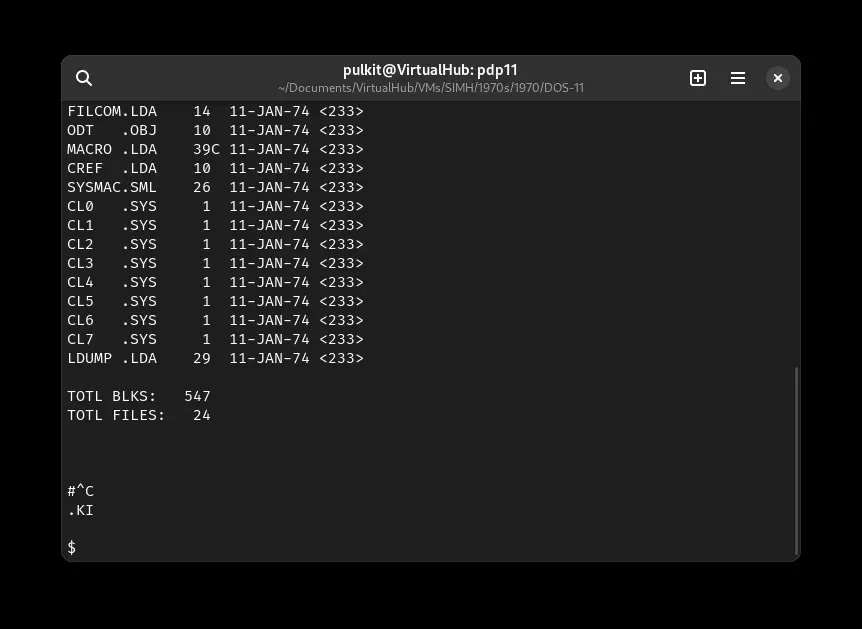 pulkit@VirtualHub: pdp11
~/Documents/VirtualHub/VMs/SIMH/1970s/1970/DOS-11
FILCOM.LDA    14  11-JAN-74 <233>
ODT   .OBJ    10  11-JAN-74 <233>
MACRO .LDA    39C 11-JAN-74 <233>
CREF  .LDA    10  11-JAN-74 <233>
SYSMAC.SML    26  11-JAN-74 <233>
CL0   .SYS     1  11-JAN-74 <233>
CL1   .SYS     1  11-JAN-74 <233>
CL2   .SYS     1  11-JAN-74 <233>
CL3   .SYS     1  11-JAN-74 <233>
CL4   .SYS     1  11-JAN-74 <233>
CL5   .SYS     1  11-JAN-74 <233>
CL6   .SYS     1  11-JAN-74 <233>
CL7   .SYS     1  11-JAN-74 <233>
LDUMP .LDA    29  11-JAN-74 <233>
TOTL BLKS:   547
TOTL FILES:   24
#^C
.KI
$